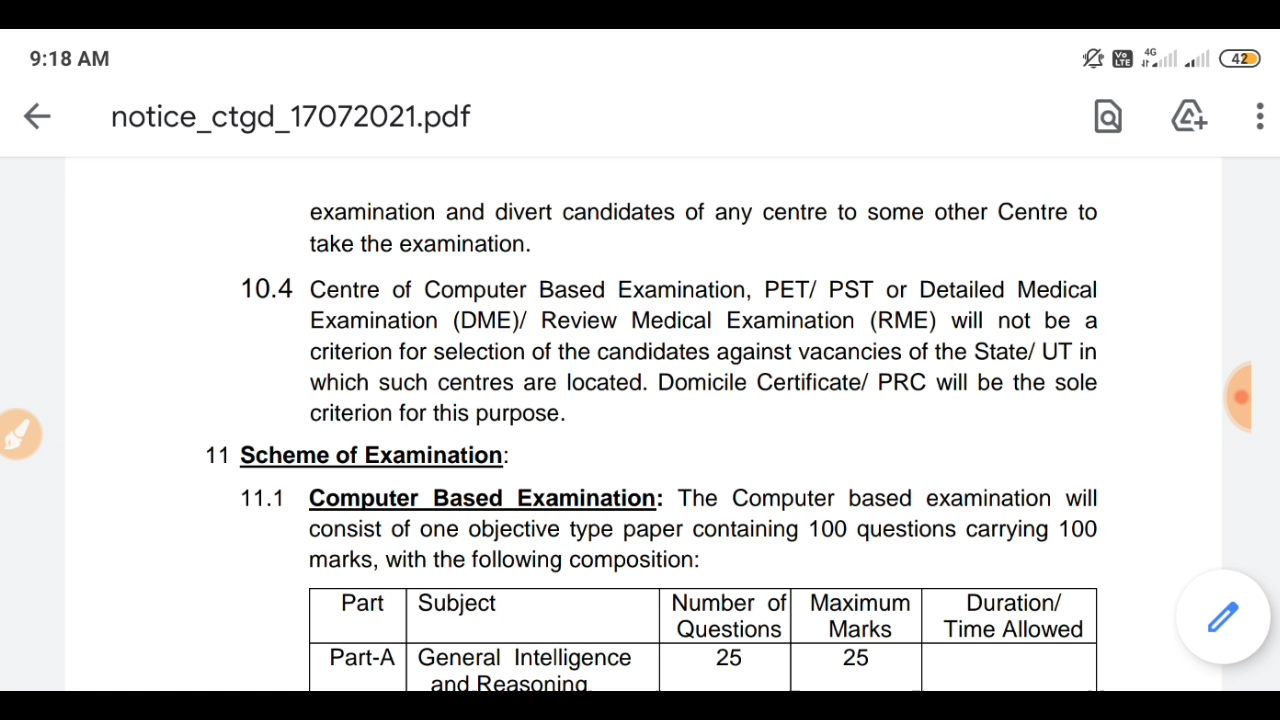 9:18 AM
Vo LTE
4G
42
notice_ctgd_17072021.pdf
examination and divert candidates of any centre to some other Centre to
take the examination.
10.4 Centre of Computer Based Examination, PET/ PST or Detailed Medical
Examination (DME)/ Review Medical Examination (RME) will not be a
criterion for selection of the candidates against vacancies of the State/ UT in
which such centres are located. Domicile Certificate/ PRC will be the sole
criterion for this purpose.
11 Scheme of Examination:
11.1 Computer Based Examination: The Computer based examination will
consist of one objective type paper containing 100 questions carrying 100
marks, with the following composition:
Part Subject Number of Maximum Duration/
Questions Marks Time Allowed
Part-A General Intelligence 25 25
and Reasoning